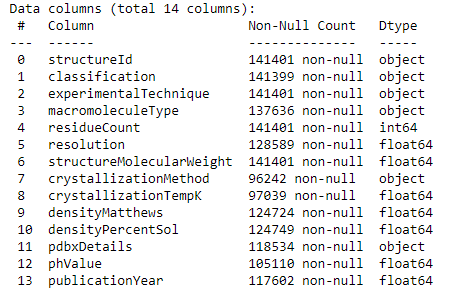 Data columns (total 14 columns):
 #   Column                    Non-Null Count   Dtype
---  ------                    --------------   -----
 0   structureId               141401 non-null  object
 1   classification            141399 non-null  object
 2   experimentalTechnique     141401 non-null  object
 3   macromoleculeType         137636 non-null  object
 4   residueCount              141401 non-null  int64
 5   resolution                128589 non-null  float64
 6   structureMolecularWeight  141401 non-null  float64
 7   crystallizationMethod     96242 non-null   object
 8   crystallizationTempK      97039 non-null   float64
 9   densityMatthews           124724 non-null  float64
 10  densityPercentSol         124749 non-null  float64
 11  pdbxDetails               118534 non-null  object
 12  phValue                   105110 non-null  float64
 13  publicationYear           117602 non-null  float64